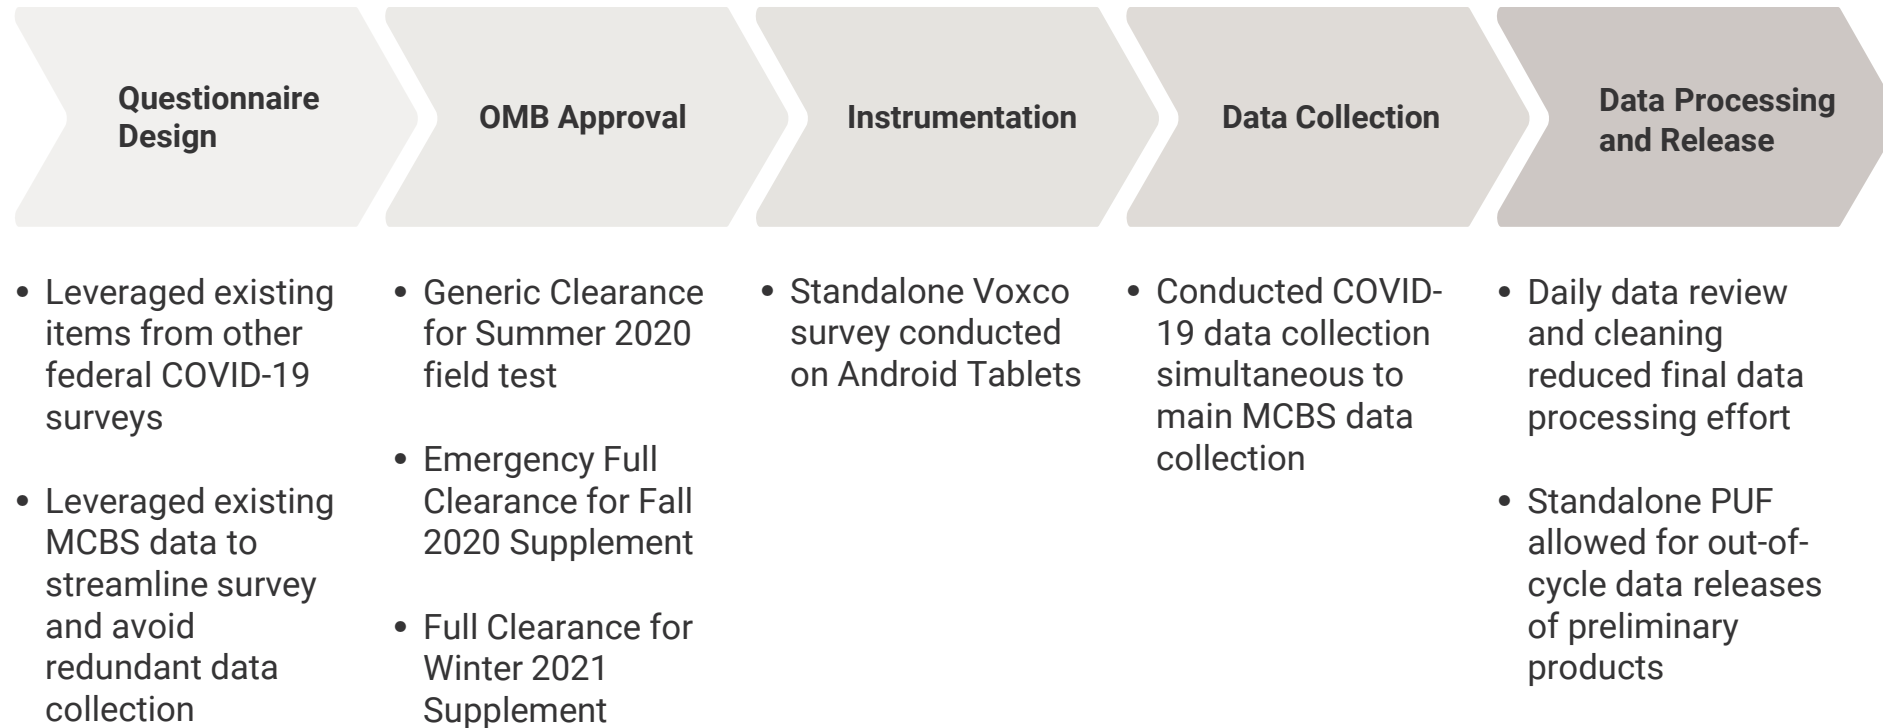 Questionnaire
Design
OMB Approval
Instrumentation
Data Collection
Data Processing
and Release
• Leveraged existing
items from other
federal COVID-19
surveys
• Leveraged existing
MCBS data to
streamline survey
and avoid
redundant data
collection
• Generic Clearance
for Summer 2020
field test
• Emergency Full
Clearance for Fall
2020 Supplement
• Full Clearance for
Winter 2021
Supplement
• Standalone Voxco
survey conducted
on Android Tablets
• Conducted COVID-
19 data collection
simultaneous to
main MCBS data
collection
• Daily data review
and cleaning
reduced final data
processing effort
• Standalone PUF
allowed for out-of-
cycle data releases
of preliminary
products